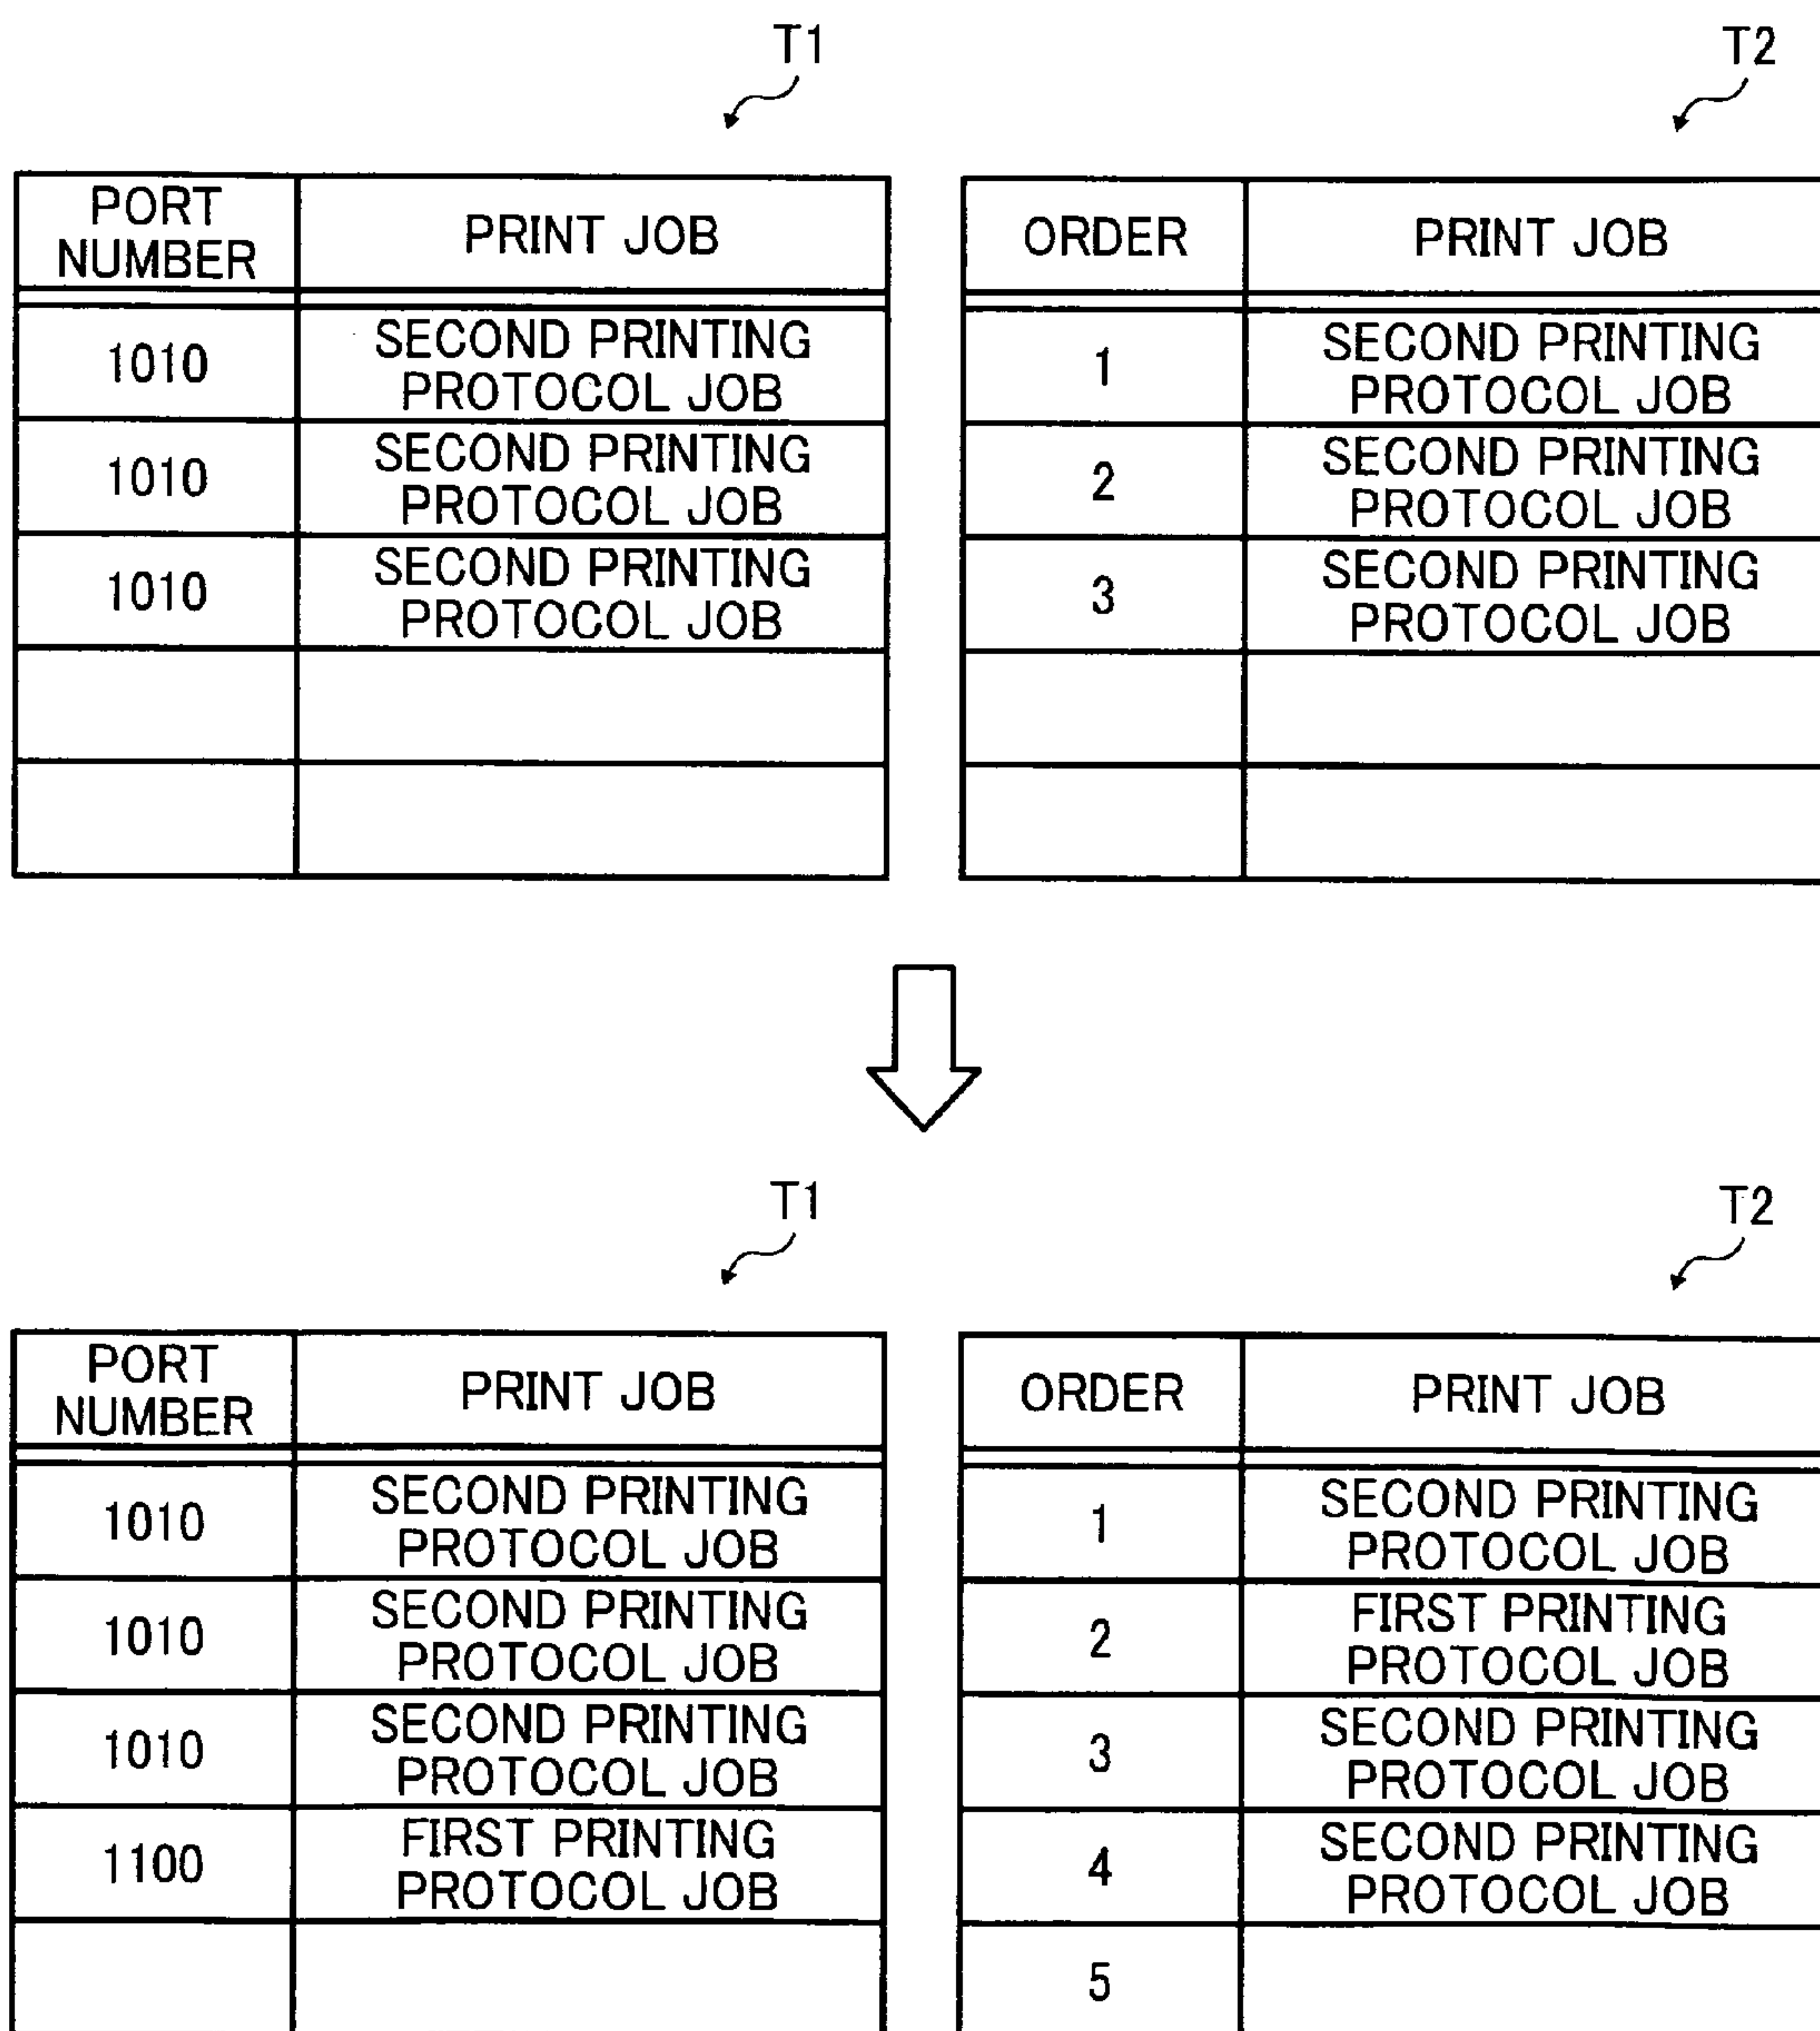 T1
PORT
NUMBER
PRINT JOB
1010
SECOND PRINTING
PROTOCOL JOB
1010
SECOND PRINTING
PROTOCOL JOB
1010
SECOND PRINTING
PROTOCOL JOB
T2
ORDER
PRINT JOB
1
SECOND PRINTING
PROTOCOL JOB
2
SECOND PRINTING
PROTOCOL JOB
3
SECOND PRINTING
PROTOCOL JOB
T1
PORT
NUMBER
PRINT JOB
1010
SECOND PRINTING
PROTOCOL JOB
1010
SECOND PRINTING
PROTOCOL JOB
1010
SECOND PRINTING
PROTOCOL JOB
1100
FIRST PRINTING
PROTOCOL JOB
T2
ORDER
PRINT JOB
1
SECOND PRINTING
PROTOCOL JOB
2
FIRST PRINTING
PROTOCOL JOB
3
SECOND PRINTING
PROTOCOL JOB
4
SECOND PRINTING
PROTOCOL JOB
5